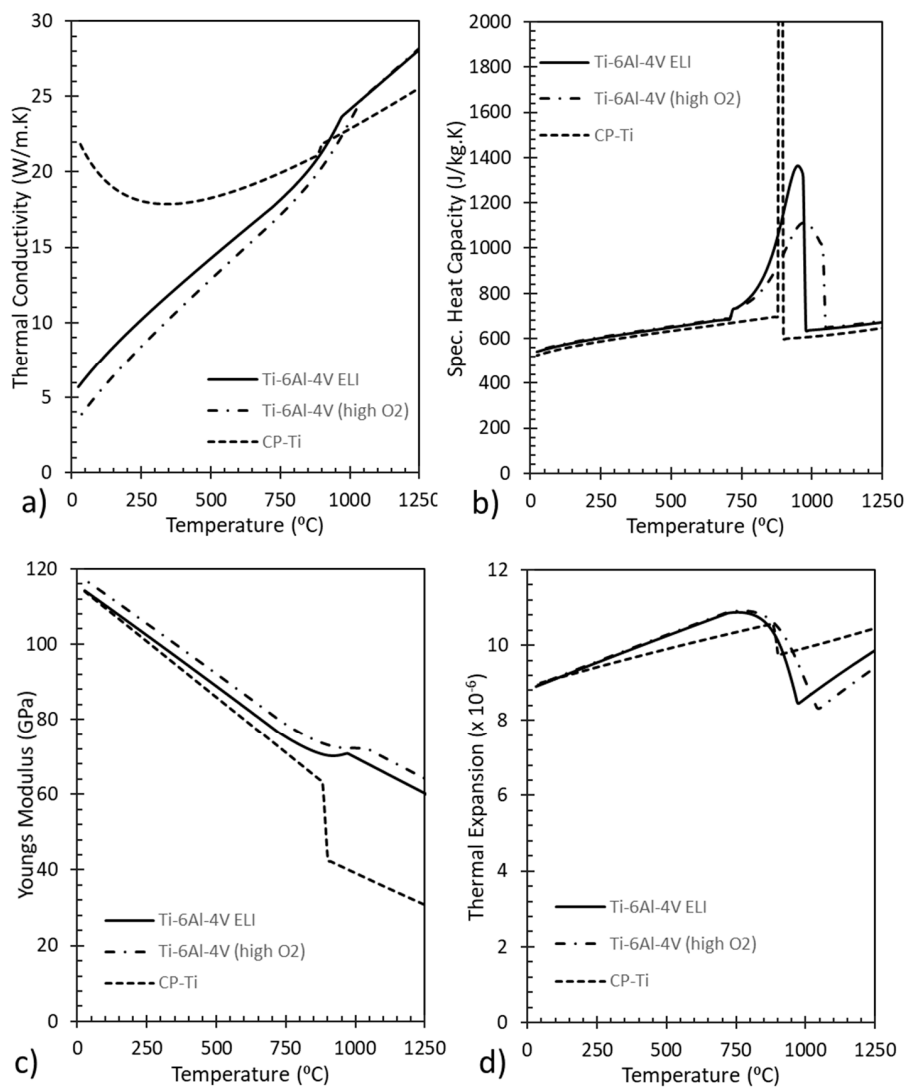 30
25
20
15
10
5
0
Thermal Conductivity (W/m.K)
Ti-6Al-4V ELI
Ti-6Al-4V (high O2)
CP-Ti
0 250 500 750 1000 1250
a)
Temperature (⁰C)
2000
1800
1600
1400
1200
1000
800
600
400
200
0
Spec. Heat Capacity (J/kg.K)
Ti-6Al-4V ELI
Ti-6Al-4V (high O2)
CP-Ti
0 250 500 750 1000 1250
b)
Temperature (⁰C)
120
100
80
60
40
20
0
Youngs Modulus (GPa)
Ti-6Al-4V ELI
Ti-6Al-4V (high O2)
CP-Ti
0 250 500 750 1000 1250
c)
Temperature (⁰C)
12
10
8
6
4
2
0
Thermal Expansion (x 10⁻⁶)
Ti-6Al-4V ELI
Ti-6Al-4V (high O2)
CP-Ti
0 250 500 750 1000 1250
d)
Temperature (⁰C)